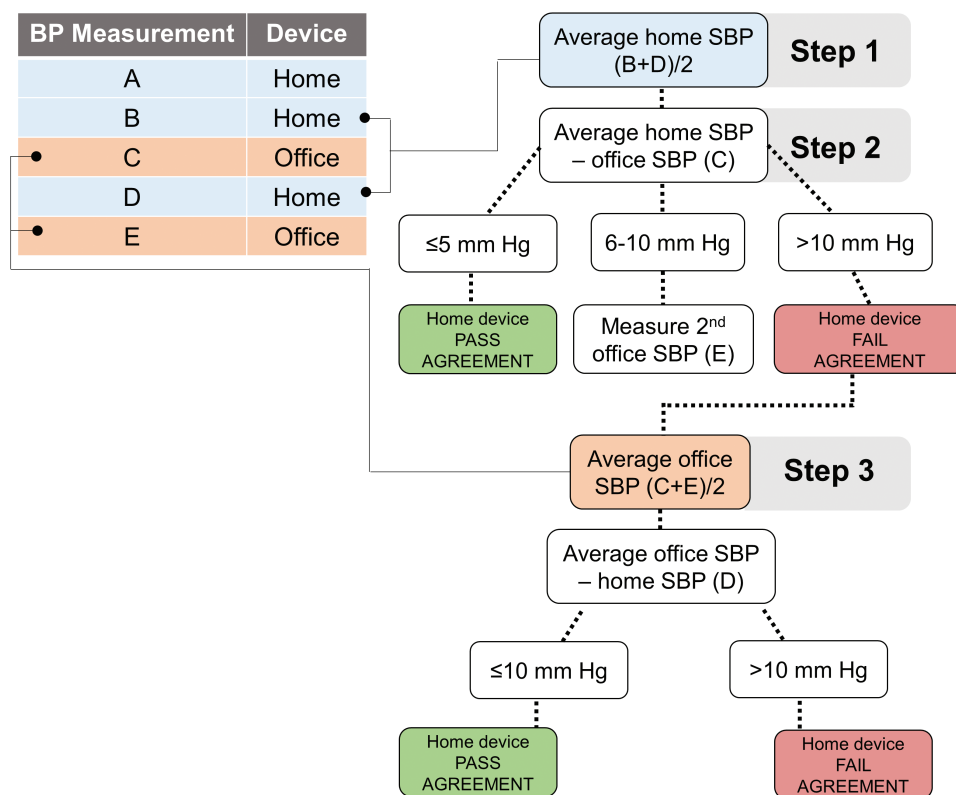 BP Measurement Device
A Home
B Home
C Office
D Home
E Office
Average home SBP
(B+D)/2
Step 1
Average home SBP
– office SBP (C)
Step 2
≤5 mm Hg
6-10 mm Hg
>10 mm Hg
Home device
PASS
AGREEMENT
Measure 2nd
office SBP (E)
Home device
FAIL
AGREEMENT
Average office
SBP (C+E)/2
Step 3
Average office SBP
– home SBP (D)
≤10 mm Hg
>10 mm Hg
Home device
PASS
AGREEMENT
Home device
FAIL
AGREEMENT